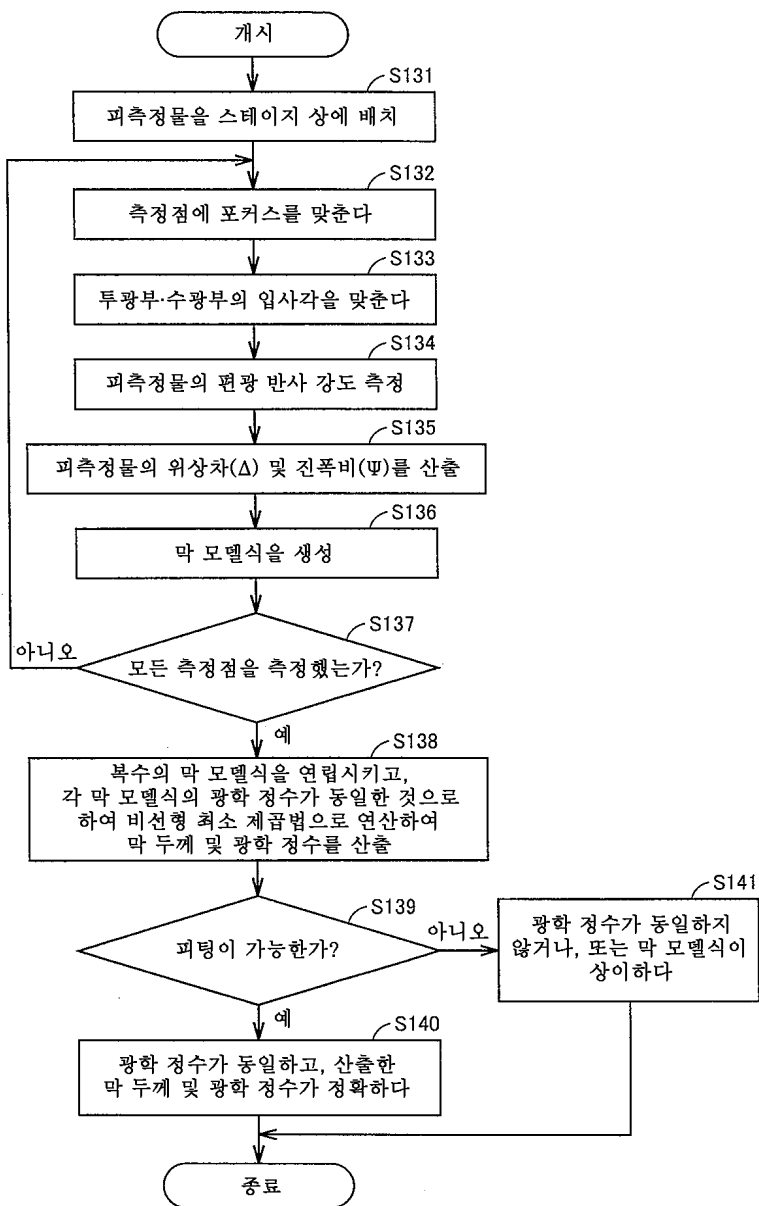 개시
S131
피측정물을 스테이지 상에 배치
S132
측정점에 포커스를 맞춘다
S133
투광부·수광부의 입사각을 맞춘다
S134
피측정물의 편광 반사 강도 측정
S135
피측정물의 위상차(Δ) 및 진폭비(Ψ)를 산출
S136
막 모델식을 생성
S137
아니오
모든 측정점을 측정했는가?
예
S138
복수의 막 모델식을 연립시키고,
각 막 모델식의 광학 정수가 동일한 것으로
하여 비선형 최소 제곱법으로 연산하여
막 두께 및 광학 정수를 산출
S139
피팅이 가능한가?
아니오
S141
광학 정수가 동일하지
않거나, 또는 막 모델식이
상이하다
예
S140
광학 정수가 동일하고, 산출한
막 두께 및 광학 정수가 정확하다
종료